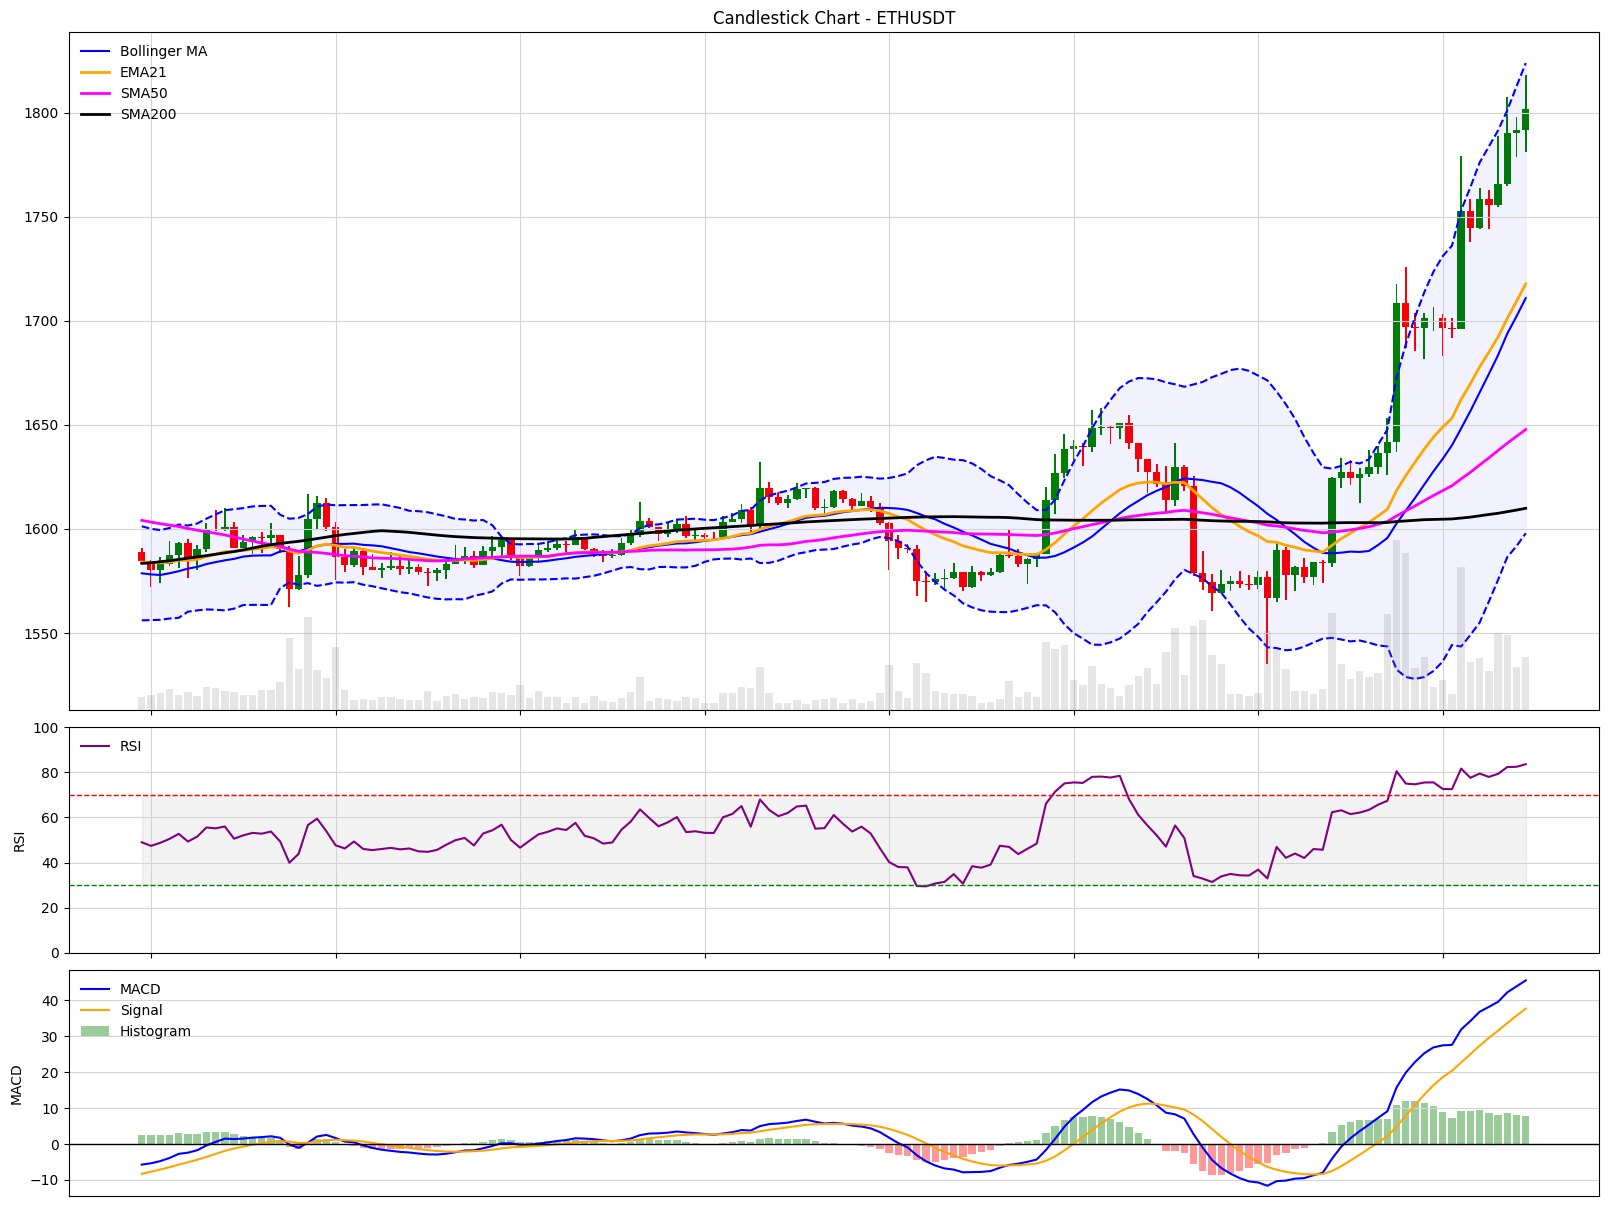 Candlestick Chart - ETHUSDT
Bollinger MA
EMA21
SMA50
SMA200
1800
1750
1700
1650
1600
1550
RSI
100
80
60
40
20
0
RSI
MACD
Signal
Histogram
40
30
20
10
0
−10
MACD